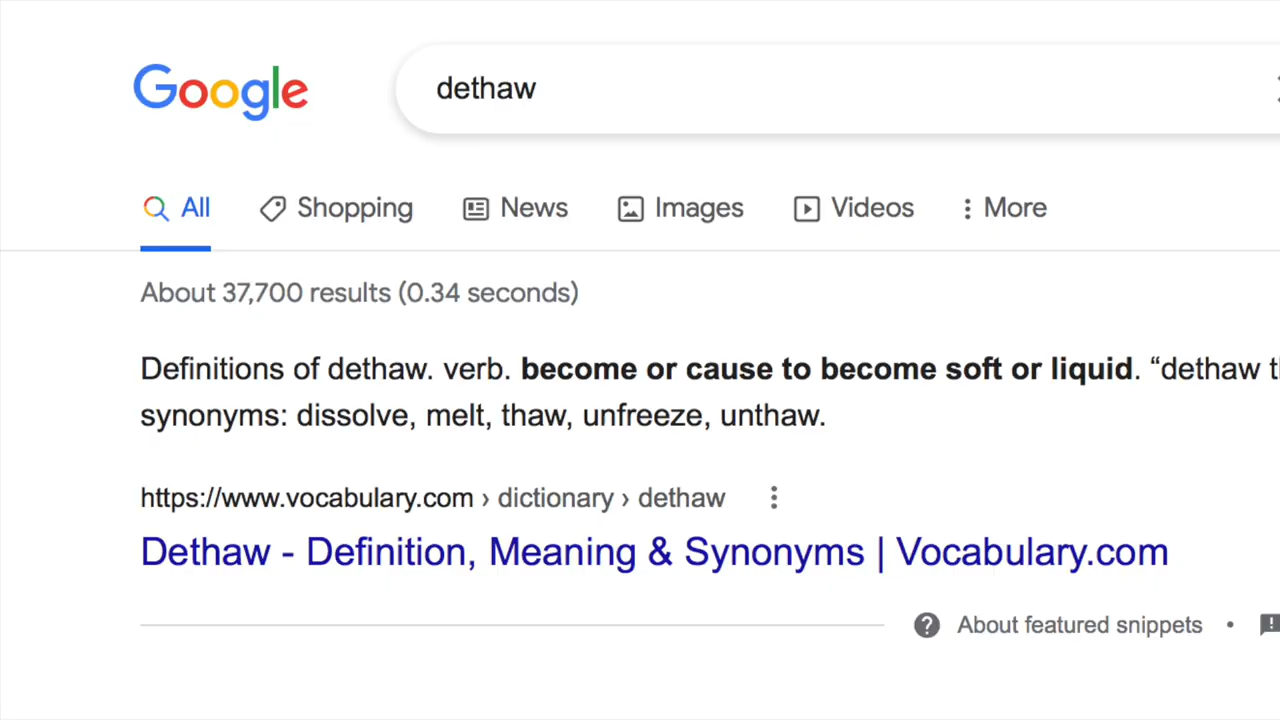 Google
dethaw
All Shopping News Images Videos More
About 37,700 results (0.34 seconds)
Definitions of dethaw. verb. become or cause to become soft or liquid. “dethaw
synonyms: dissolve, melt, thaw, unfreeze, unthaw.
https://www.vocabulary.com › dictionary › dethaw
Dethaw - Definition, Meaning & Synonyms | Vocabulary.com
About featured snippets •